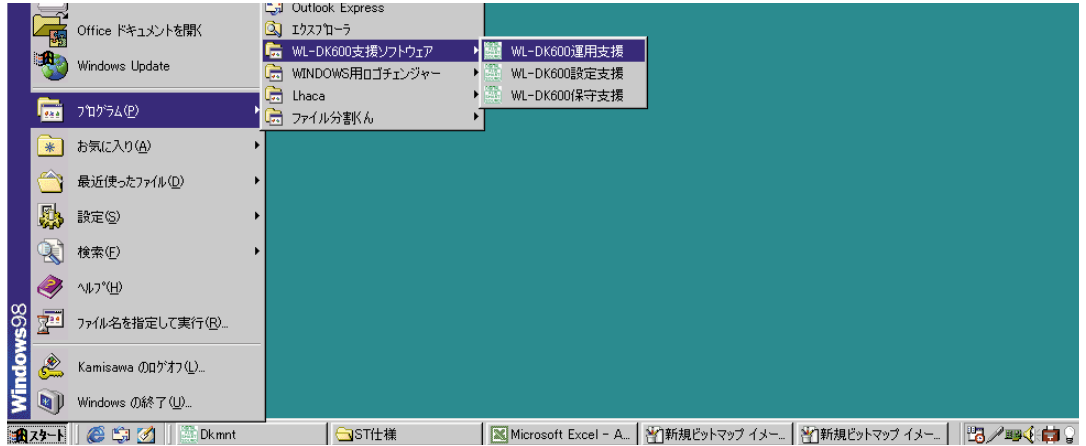 Office ドキュメントを開く
Windows Update
プログラム(P)
お気に入り(A)
最近使ったファイル(D)
設定(S)
検索(F)
ヘルプ(H)
ファイル名を指定して実行(R)...
Kamisawa のログオフ(L)...
Windows の終了(U)...
Windows98
Outlook Express
エクスプローラ
WL-DK600支援ソフトウェア
WINDOWS用ロゴチェンジャー
Lhaca
ファイル分割くん
WL-DK600運用支援
WL-DK600設定支援
WL-DK600保守支援
スタート
Dkmnt
ST仕様
Microsoft Excel - A...
新規ビットマップ イメー...
新規ビットマップ イメー...